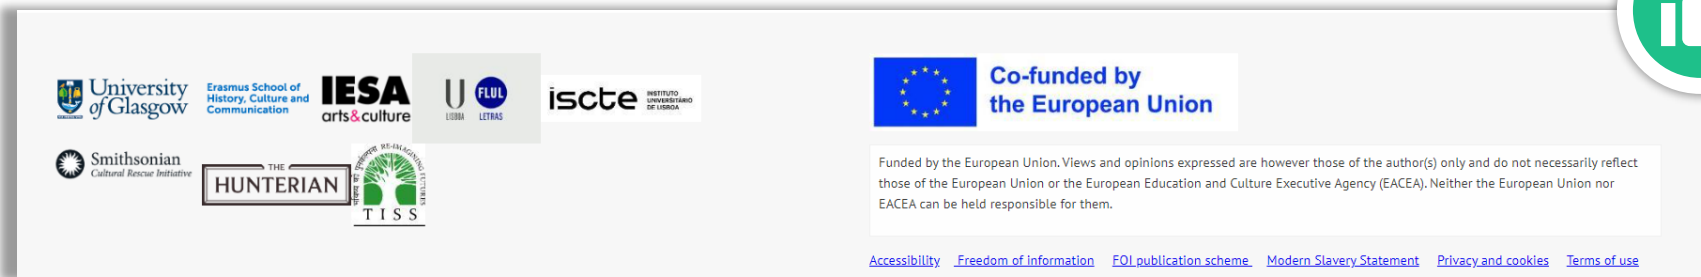 University
of Glasgow
Erasmus School of
History, Culture and
Communication
IESA
arts&culture
U
LISBOA
FLUL
LETRAS
iscte
INSTITUTO
UNIVERSITÁRIO
DE LISBOA
Smithsonian
Cultural Rescue Initiative
THE
HUNTERIAN
RE-IMAGINING FUTURES
TISS
Co-funded by
the European Union
Funded by the European Union. Views and opinions expressed are however those of the author(s) only and do not necessarily reflect
those of the European Union or the European Education and Culture Executive Agency (EACEA). Neither the European Union nor
EACEA can be held responsible for them.
Accessibility Freedom of information FOI publication scheme Modern Slavery Statement Privacy and cookies Terms of use